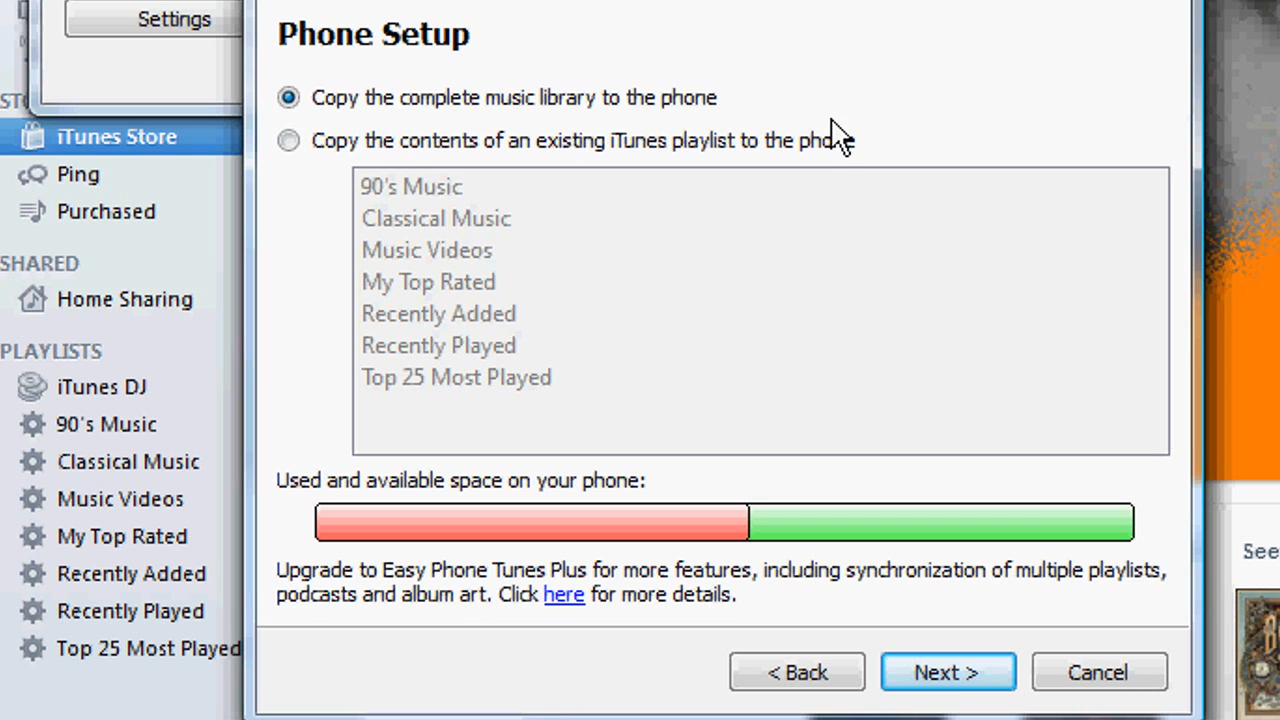 Settings
iTunes Store
Ping
Purchased
SHARED
Home Sharing
PLAYLISTS
iTunes DJ
90's Music
Classical Music
Music Videos
My Top Rated
Recently Added
Recently Played
Top 25 Most Played
Phone Setup
Copy the complete music library to the phone
Copy the contents of an existing iTunes playlist to the phone
90's Music
Classical Music
Music Videos
My Top Rated
Recently Added
Recently Played
Top 25 Most Played
Used and available space on your phone:
Upgrade to Easy Phone Tunes Plus for more features, including synchronization of multiple playlists,
podcasts and album art. Click here for more details.
< Back
Next >
Cancel
See